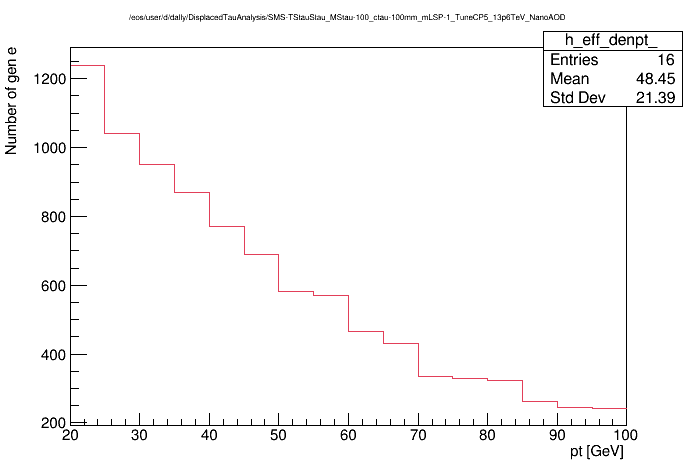 /eos/user/d/dally/DisplacedTauAnalysis/SMS-TStauStau_MStau-100_ctau-100mm_mLSP-1_TuneCP5_13p6TeV_NanoAOD
h_eff_denpt_
Entries 16
Mean 48.45
Std Dev 21.39
Number of gen e
1200
1000
800
600
400
200
20 30 40 50 60 70 80 90 100
pt [GeV]